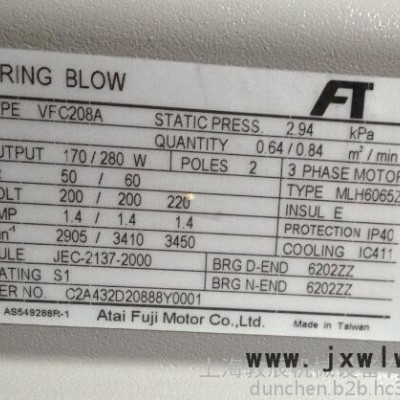 RING BLOW
FT
PE VFC208A
STATIC PRESS. 2.94 kPa
QUANTITY 0.64 / 0.84 m³ / min
OUTPUT 170 / 280 W
POLES 2
3 PHASE MOTOR
Z 50 / 60
TYPE MLH6065Z
OLT 200 / 200 220
INSUL E
MP 1.4 / 1.4 1.4
PROTECTION IP40
in⁻¹ 2905 / 3410 3450
COOLING IC411
ULE JEC-2137-2000
BRG D-END 6202ZZ
ATING S1
BRG N-END 6202ZZ
ER NO. C2A432D20888Y0001
AS549288R-1
Atai Fuji Motor Co.,Ltd.
Made in Taiwan
www.jxwlw
dunchen.b2b.hc3